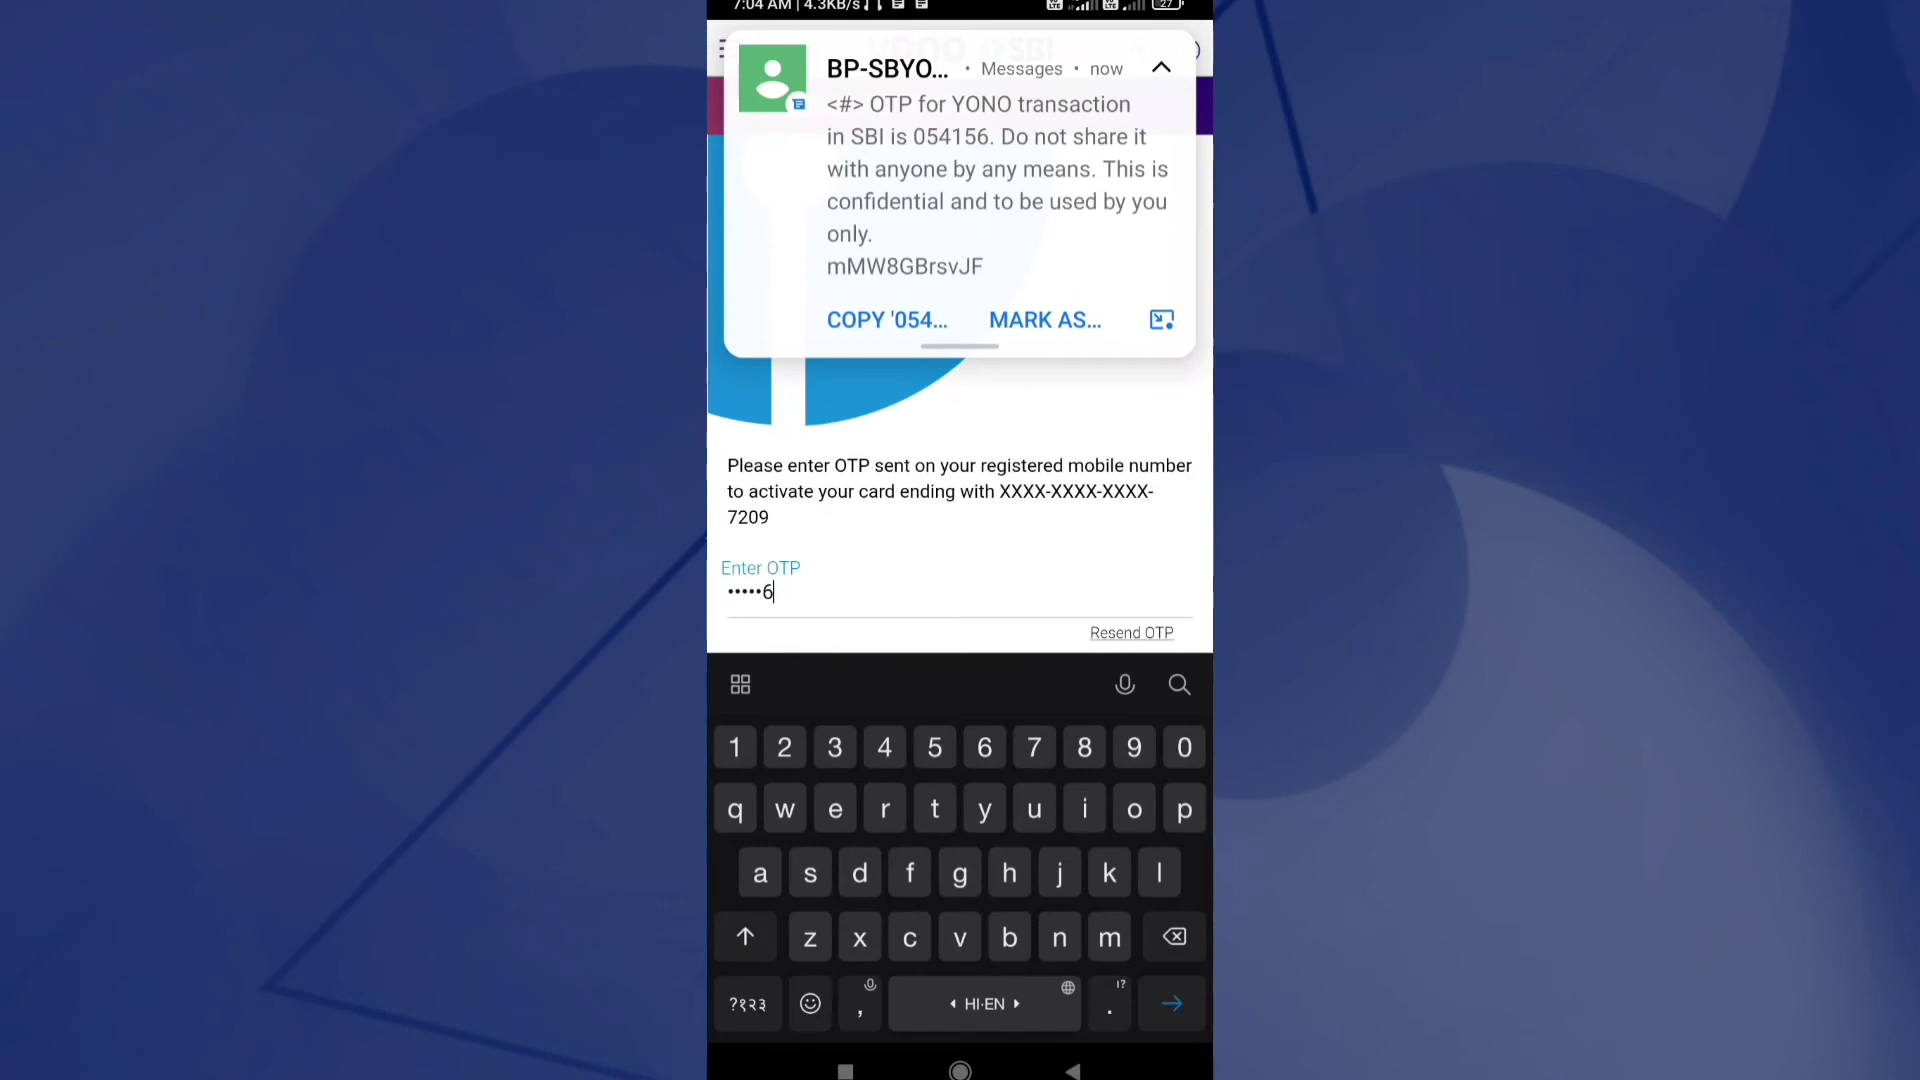 7:04 AM | 4.3KB/s
27
BP-SBYO... • Messages • now
<#> OTP for YONO transaction
in SBI is 054156. Do not share it
with anyone by any means. This is
confidential and to be used by you
only.
mMW8GBrsvJF
COPY '054... MARK AS...
Please enter OTP sent on your registered mobile number
to activate your card ending with XXXX-XXXX-XXXX-
7209
Enter OTP
•••••6
Resend OTP
1 2 3 4 5 6 7 8 9 0
q w e r t y u i o p
a s d f g h j k l
z x c v b n m
?१२३ , HI·EN . !?